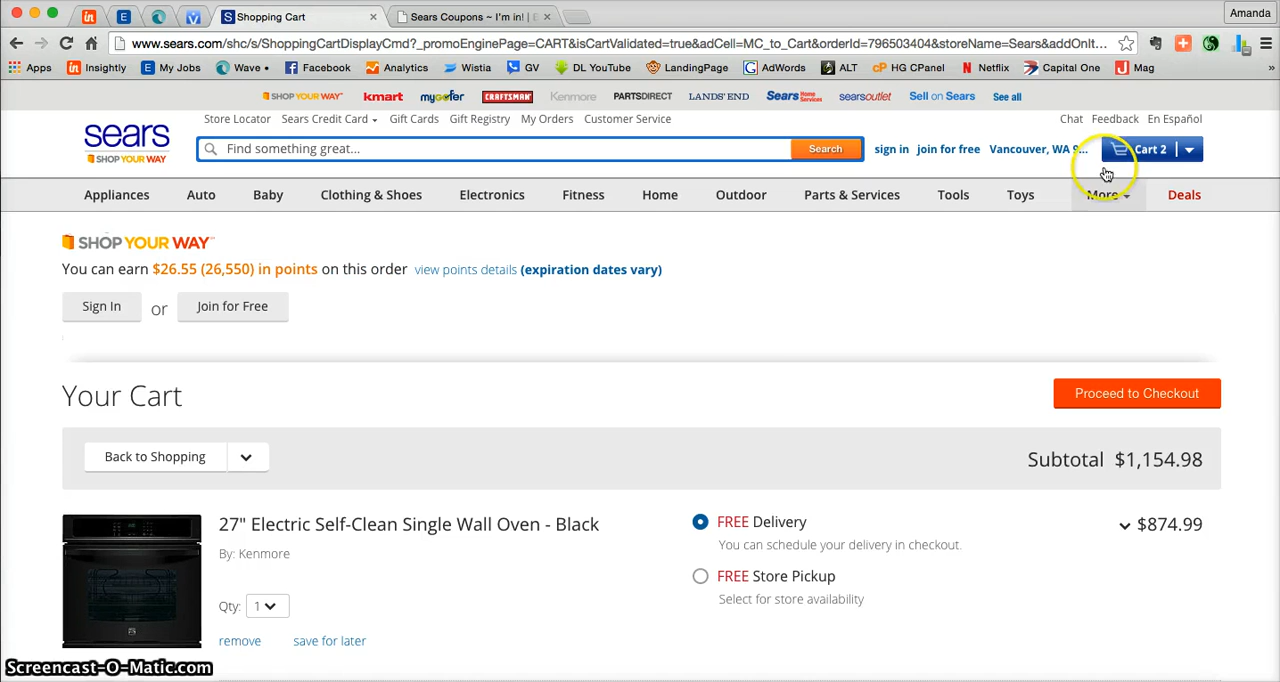 Shopping Cart
Sears Coupons ~ I'm in! | E
Amanda
www.sears.com/shc/s/ShoppingCartDisplayCmd?_promoEnginePage=CART&isCartValidated=true&adCell=MC_to_Cart&orderId=796503404&storeName=Sears&addOnIt...
Apps Insightly My Jobs Wave • Facebook Analytics Wistia GV DL YouTube LandingPage AdWords ALT HG CPanel Netflix Capital One Mag »
SHOP YOUR WAY kmart mygofer CRAFTSMAN Kenmore PARTSDIRECT LANDS' END Sears Home Services searsoutlet Sell on Sears See all
Store Locator Sears Credit Card Gift Cards Gift Registry My Orders Customer Service Chat Feedback En Español
sears SHOP YOUR WAY
Find something great... Search sign in join for free Vancouver, WA 9... Cart 2
Appliances Auto Baby Clothing & Shoes Electronics Fitness Home Outdoor Parts & Services Tools Toys More Deals
SHOP YOUR WAY
You can earn $26.55 (26,550) in points on this order view points details (expiration dates vary)
Sign In or Join for Free
Your Cart Proceed to Checkout
Back to Shopping Subtotal $1,154.98
27" Electric Self-Clean Single Wall Oven - Black FREE Delivery $874.99
By: Kenmore You can schedule your delivery in checkout.
FREE Store Pickup
Qty: 1 Select for store availability
remove save for later
Screencast-O-Matic.com